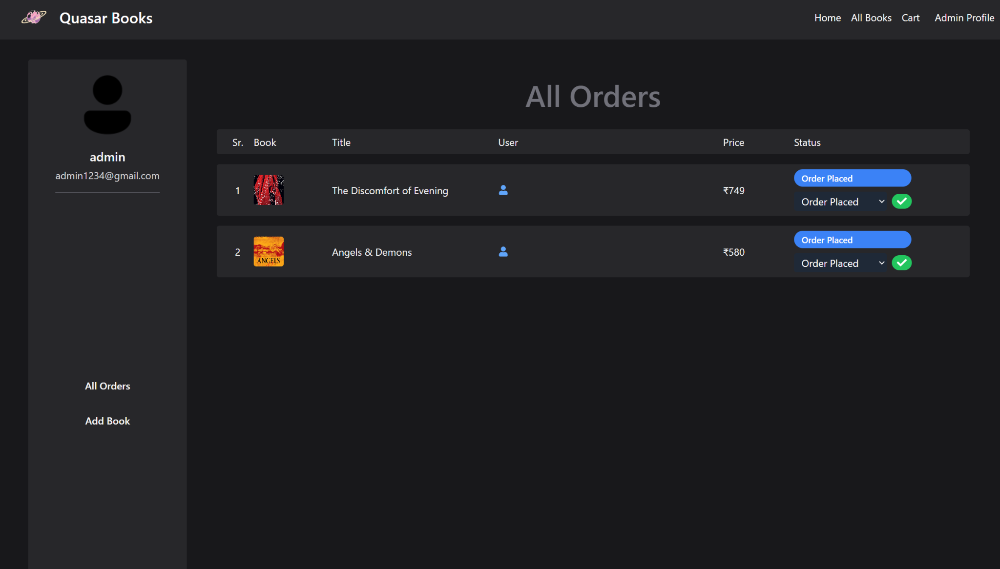 Quasar Books
Home All Books Cart Admin Profile
admin
admin1234@gmail.com
All Orders
Add Book
All Orders
Sr. Book Title User Price Status
1 The Discomfort of Evening ₹749
Order Placed
Order Placed
ANGELS
2 Angels & Demons ₹580
Order Placed
Order Placed